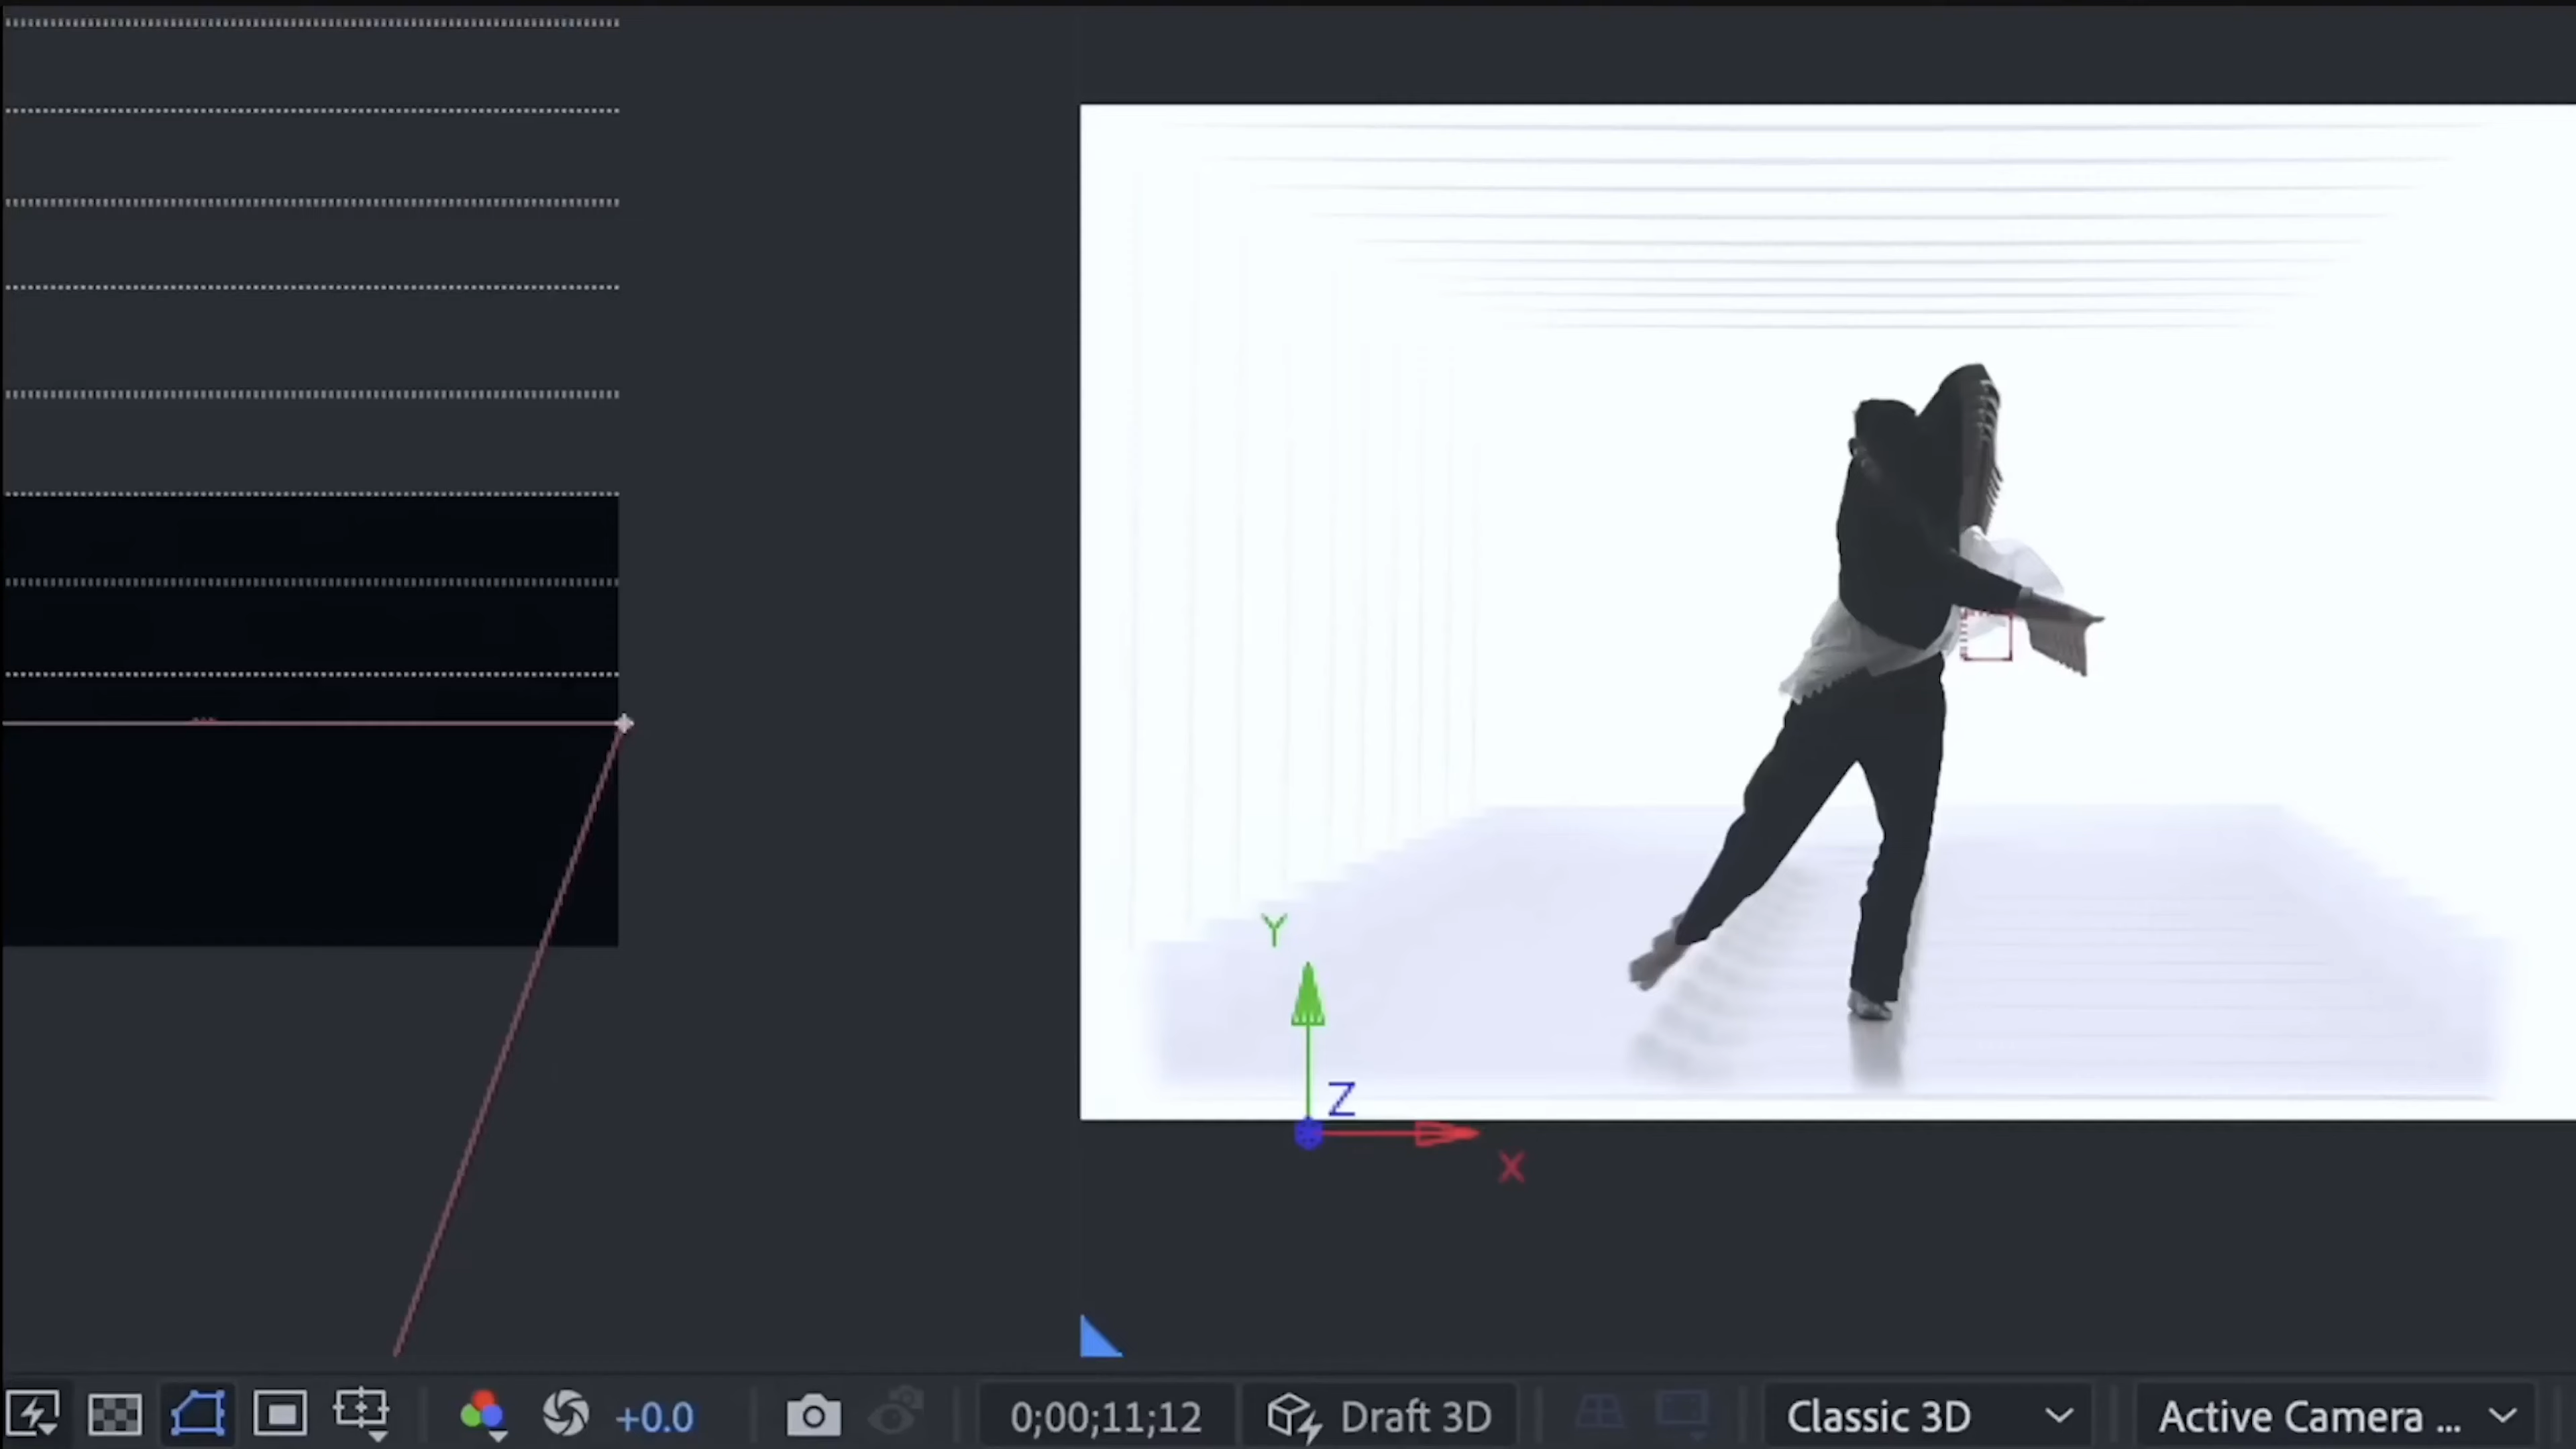 Y
Z
X
+0.0
0;00;11;12
Draft 3D
Classic 3D
Active Camera ...